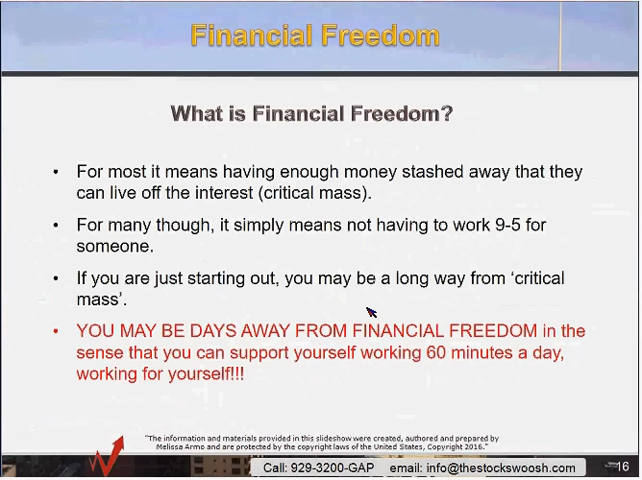 Financial Freedom
What is Financial Freedom?
• For most it means having enough money stashed away that they
can live off the interest (critical mass).
• For many though, it simply means not having to work 9-5 for
someone.
• If you are just starting out, you may be a long way from ‘critical
mass’.
• YOU MAY BE DAYS AWAY FROM FINANCIAL FREEDOM in the
sense that you can support yourself working 60 minutes a day,
working for yourself!!!
"The information and materials provided in this slideshow were created, authored and prepared by
Melissa Armo and are protected by the copyright laws of the United States, Copyright 2016."
Call: 929-3200-GAP email: info@thestockswoosh.com 16